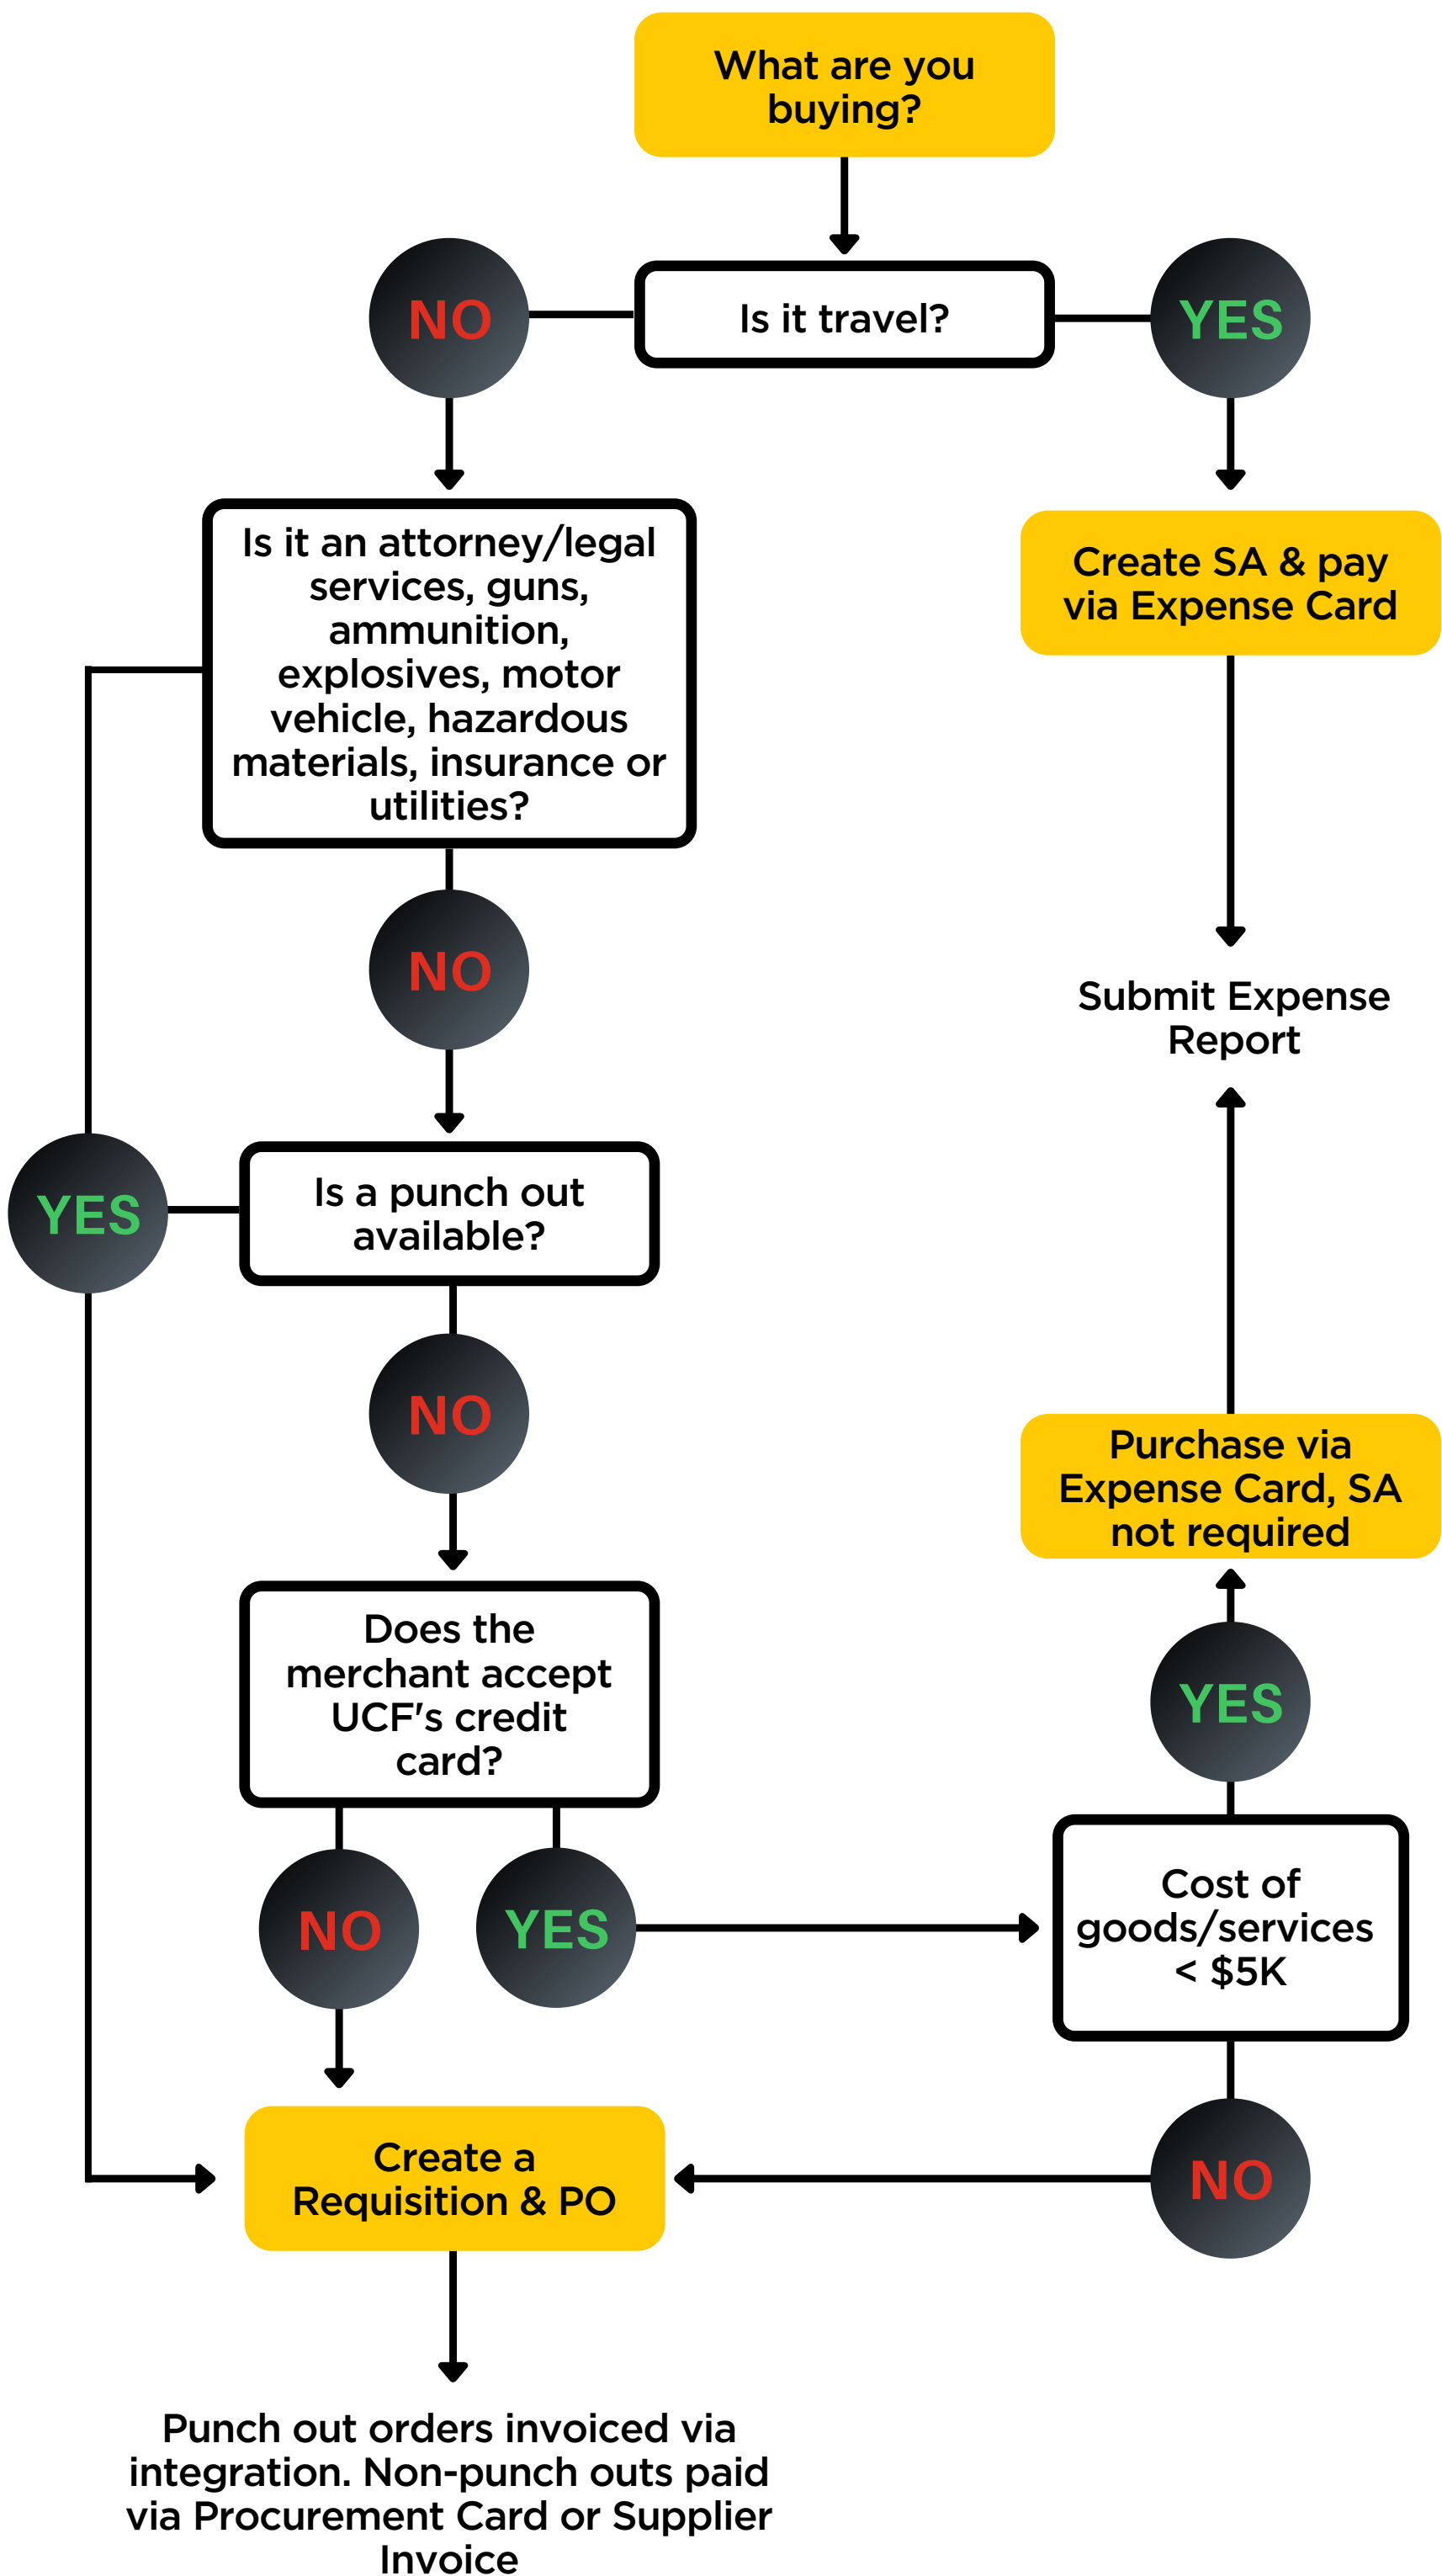 What are you
buying?
NO
Is it travel?
YES
Is it an attorney/legal
services, guns,
ammunition,
explosives, motor
vehicle, hazardous
materials, insurance or
utilities?
Create SA & pay
via Expense Card
NO
Submit Expense
Report
YES
Is a punch out
available?
NO
Purchase via
Expense Card, SA
not required
Does the
merchant accept
UCF's credit
card?
YES
NO
YES
Cost of
goods/services
< $5K
Create a
Requisition & PO
NO
Punch out orders invoiced via
integration. Non-punch outs paid
via Procurement Card or Supplier
Invoice